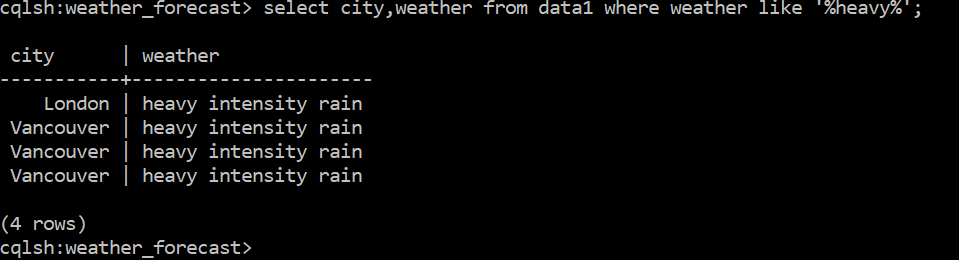 cqlsh:weather_forecast> select city,weather from data1 where weather like '%heavy%';
 city      | weather
-----------+----------------------
    London | heavy intensity rain
 Vancouver | heavy intensity rain
 Vancouver | heavy intensity rain
 Vancouver | heavy intensity rain
(4 rows)
cqlsh:weather_forecast>